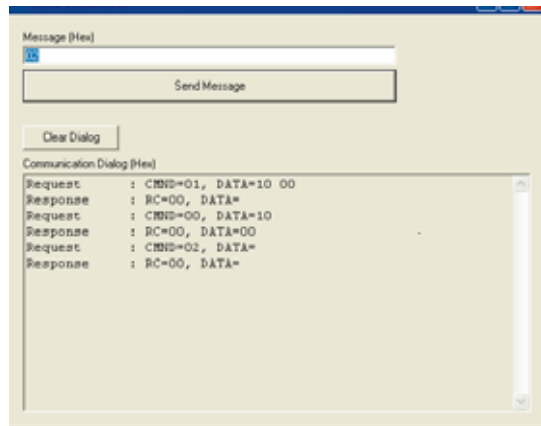 Message (Hex)
02
Send Message
Clear Dialog
Communication Dialog (Hex)
Request : CMND=01, DATA=10 00
Response : RC=00, DATA=
Request : CMND=00, DATA=10
Response : RC=00, DATA=00
Request : CMND=02, DATA=
Response : RC=00, DATA=